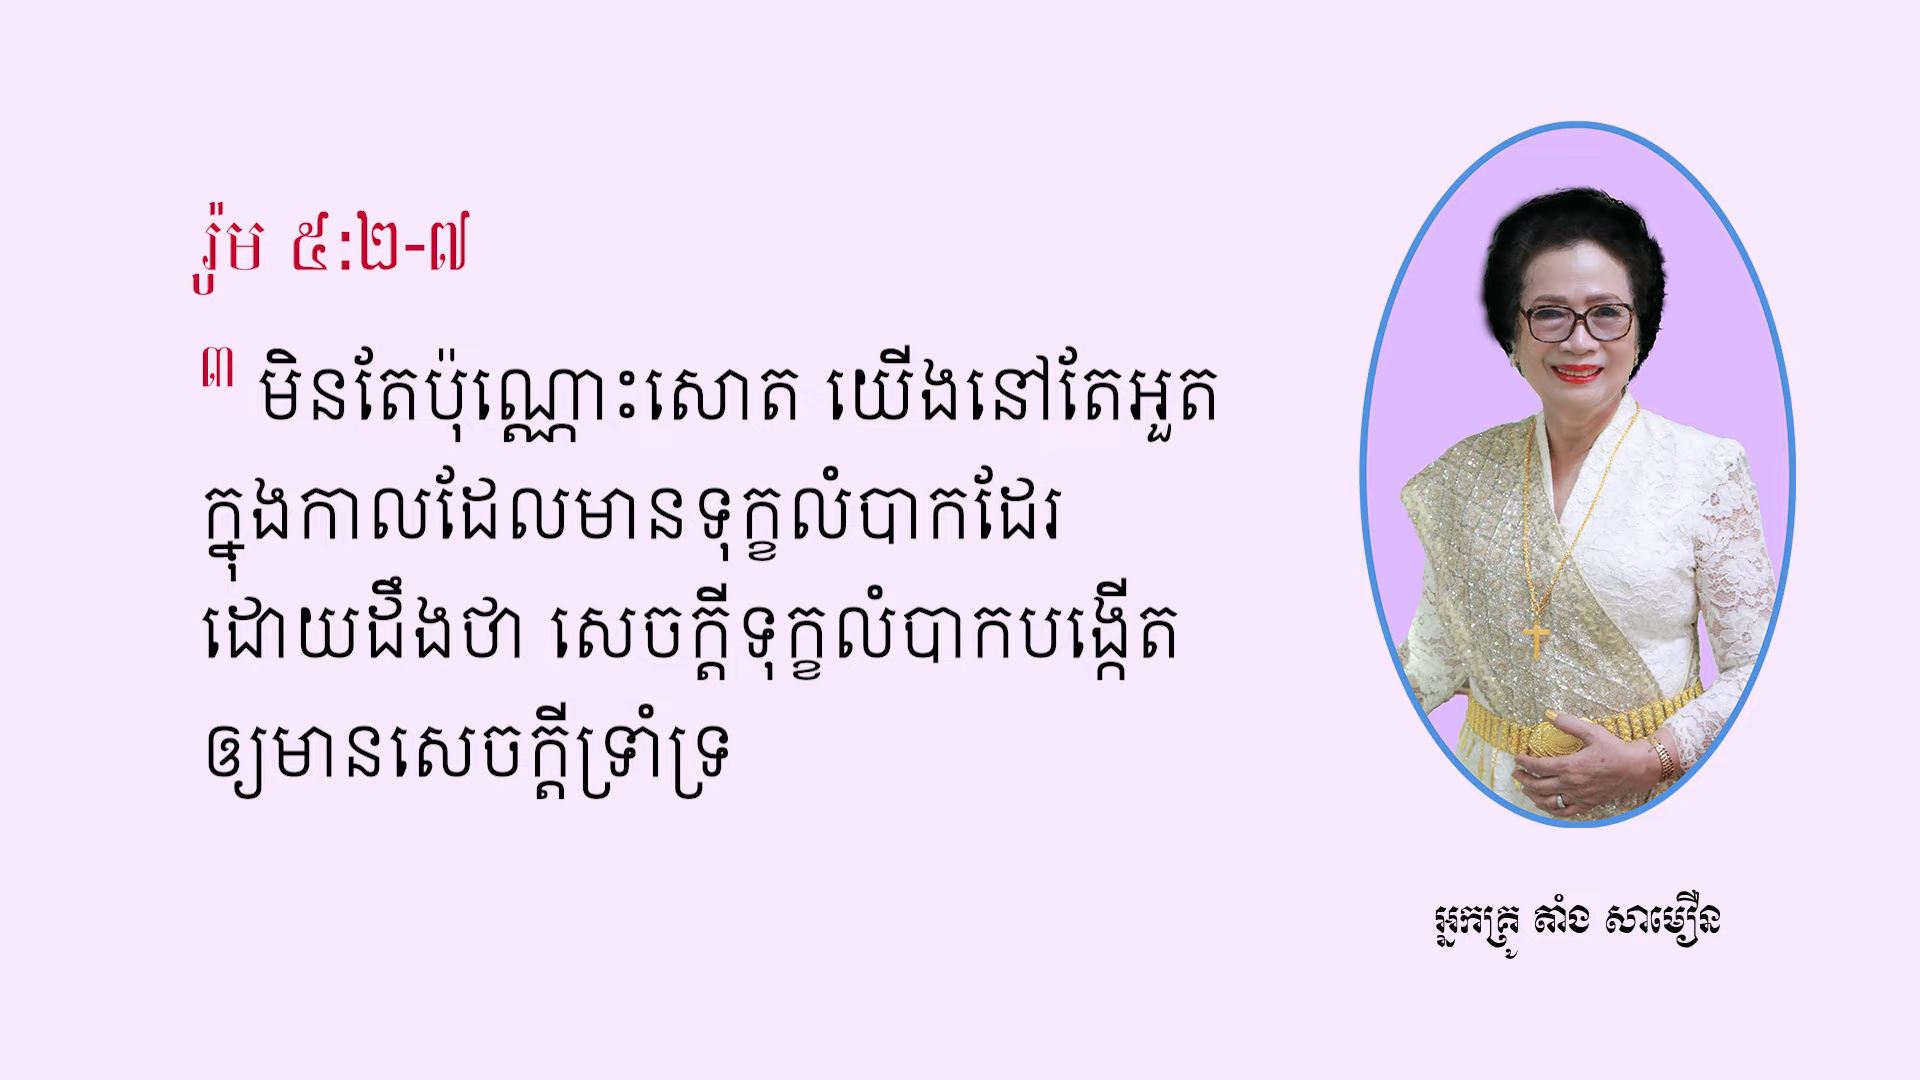 រ៉ូម ៥:២-៧
៣ មិនតែប៉ុណ្ណោះសោត យើងនៅតែអួត
ក្នុងកាលដែលមានទុក្ខលំបាកដែរ
ដោយដឹងថា សេចក្ដីទុក្ខលំបាកបង្កើត
ឲ្យមានសេចក្ដីទ្រាំទ្រ
អ្នកគ្រូ តាំង សាមឿន